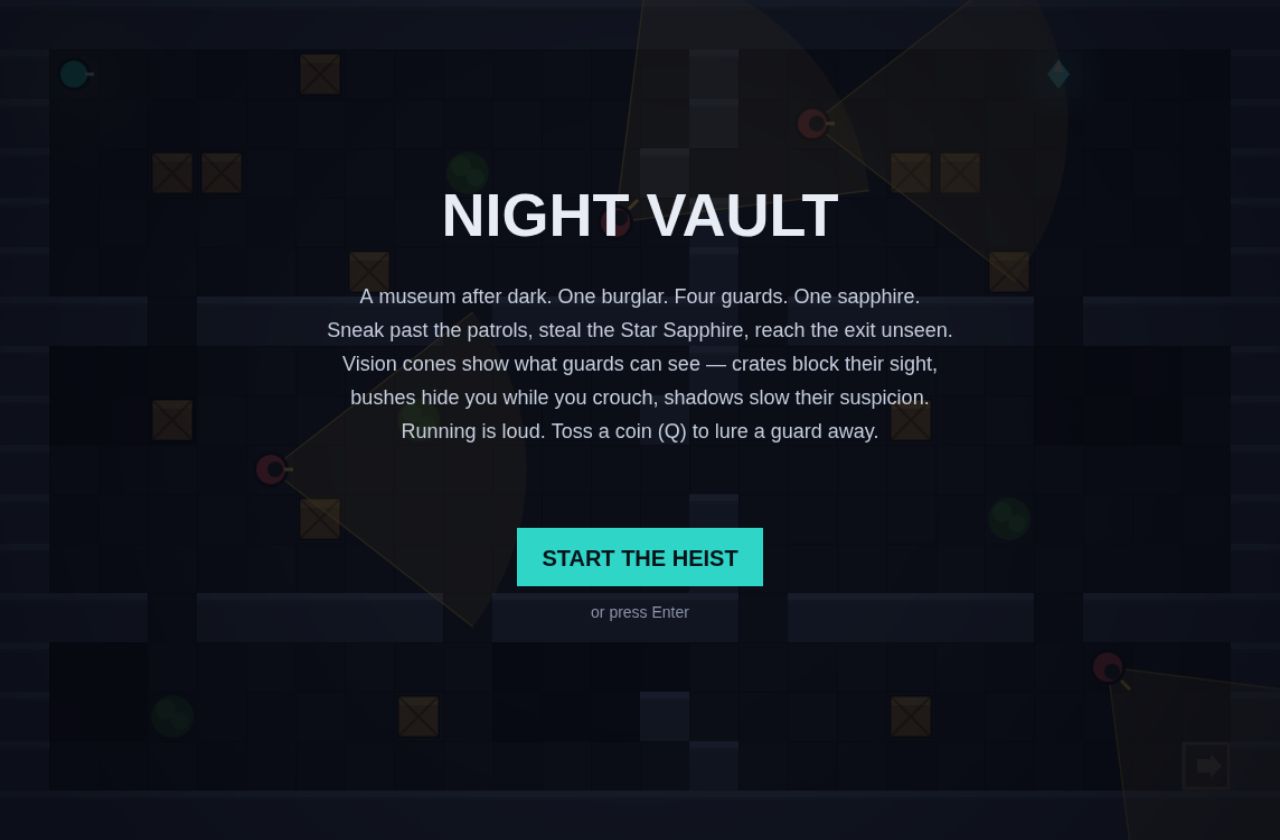 NIGHT VAULT
A museum after dark. One burglar. Four guards. One sapphire.
Sneak past the patrols, steal the Star Sapphire, reach the exit unseen.
Vision cones show what guards can see — crates block their sight,
bushes hide you while you crouch, shadows slow their suspicion.
Running is loud. Toss a coin (Q) to lure a guard away.
START THE HEIST
or press Enter